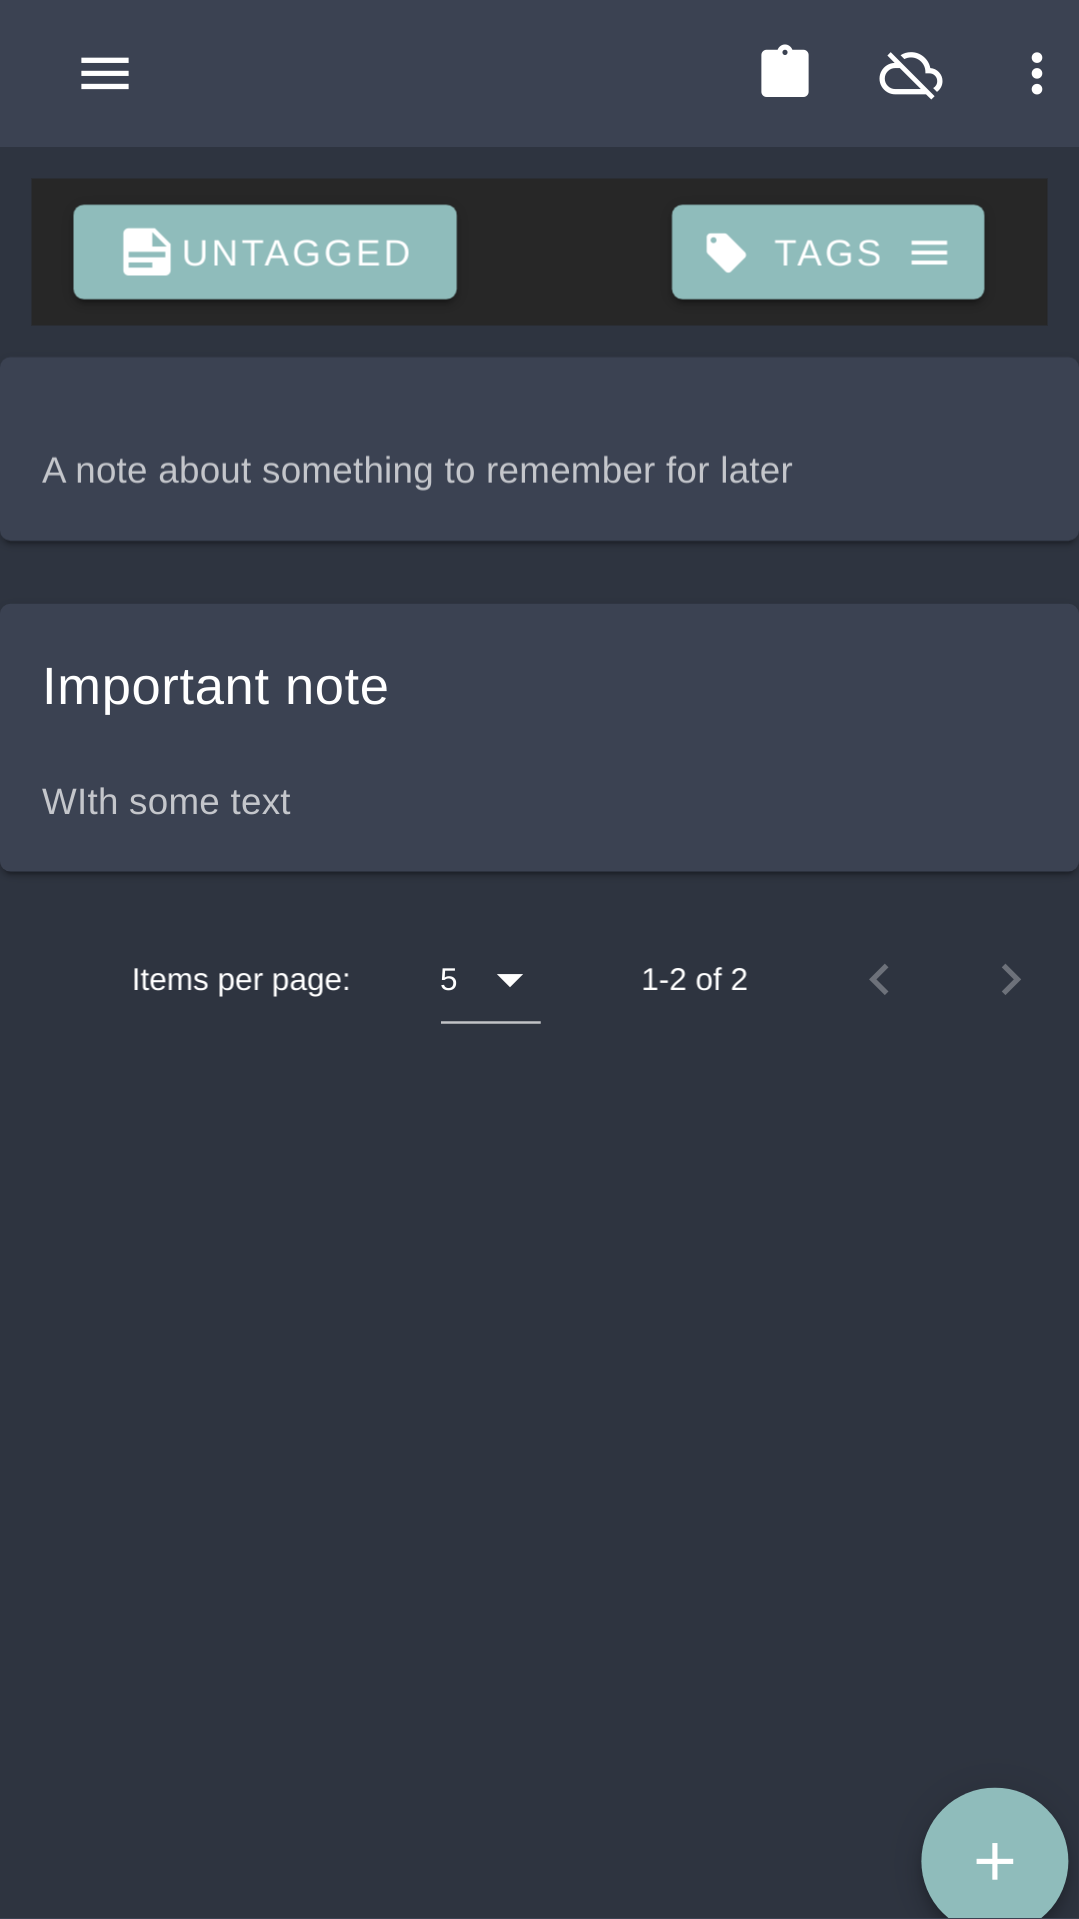 UNTAGGED TAGS
A note about something to remember for later
Important note
WIth some text
Items per page: 5 1-2 of 2